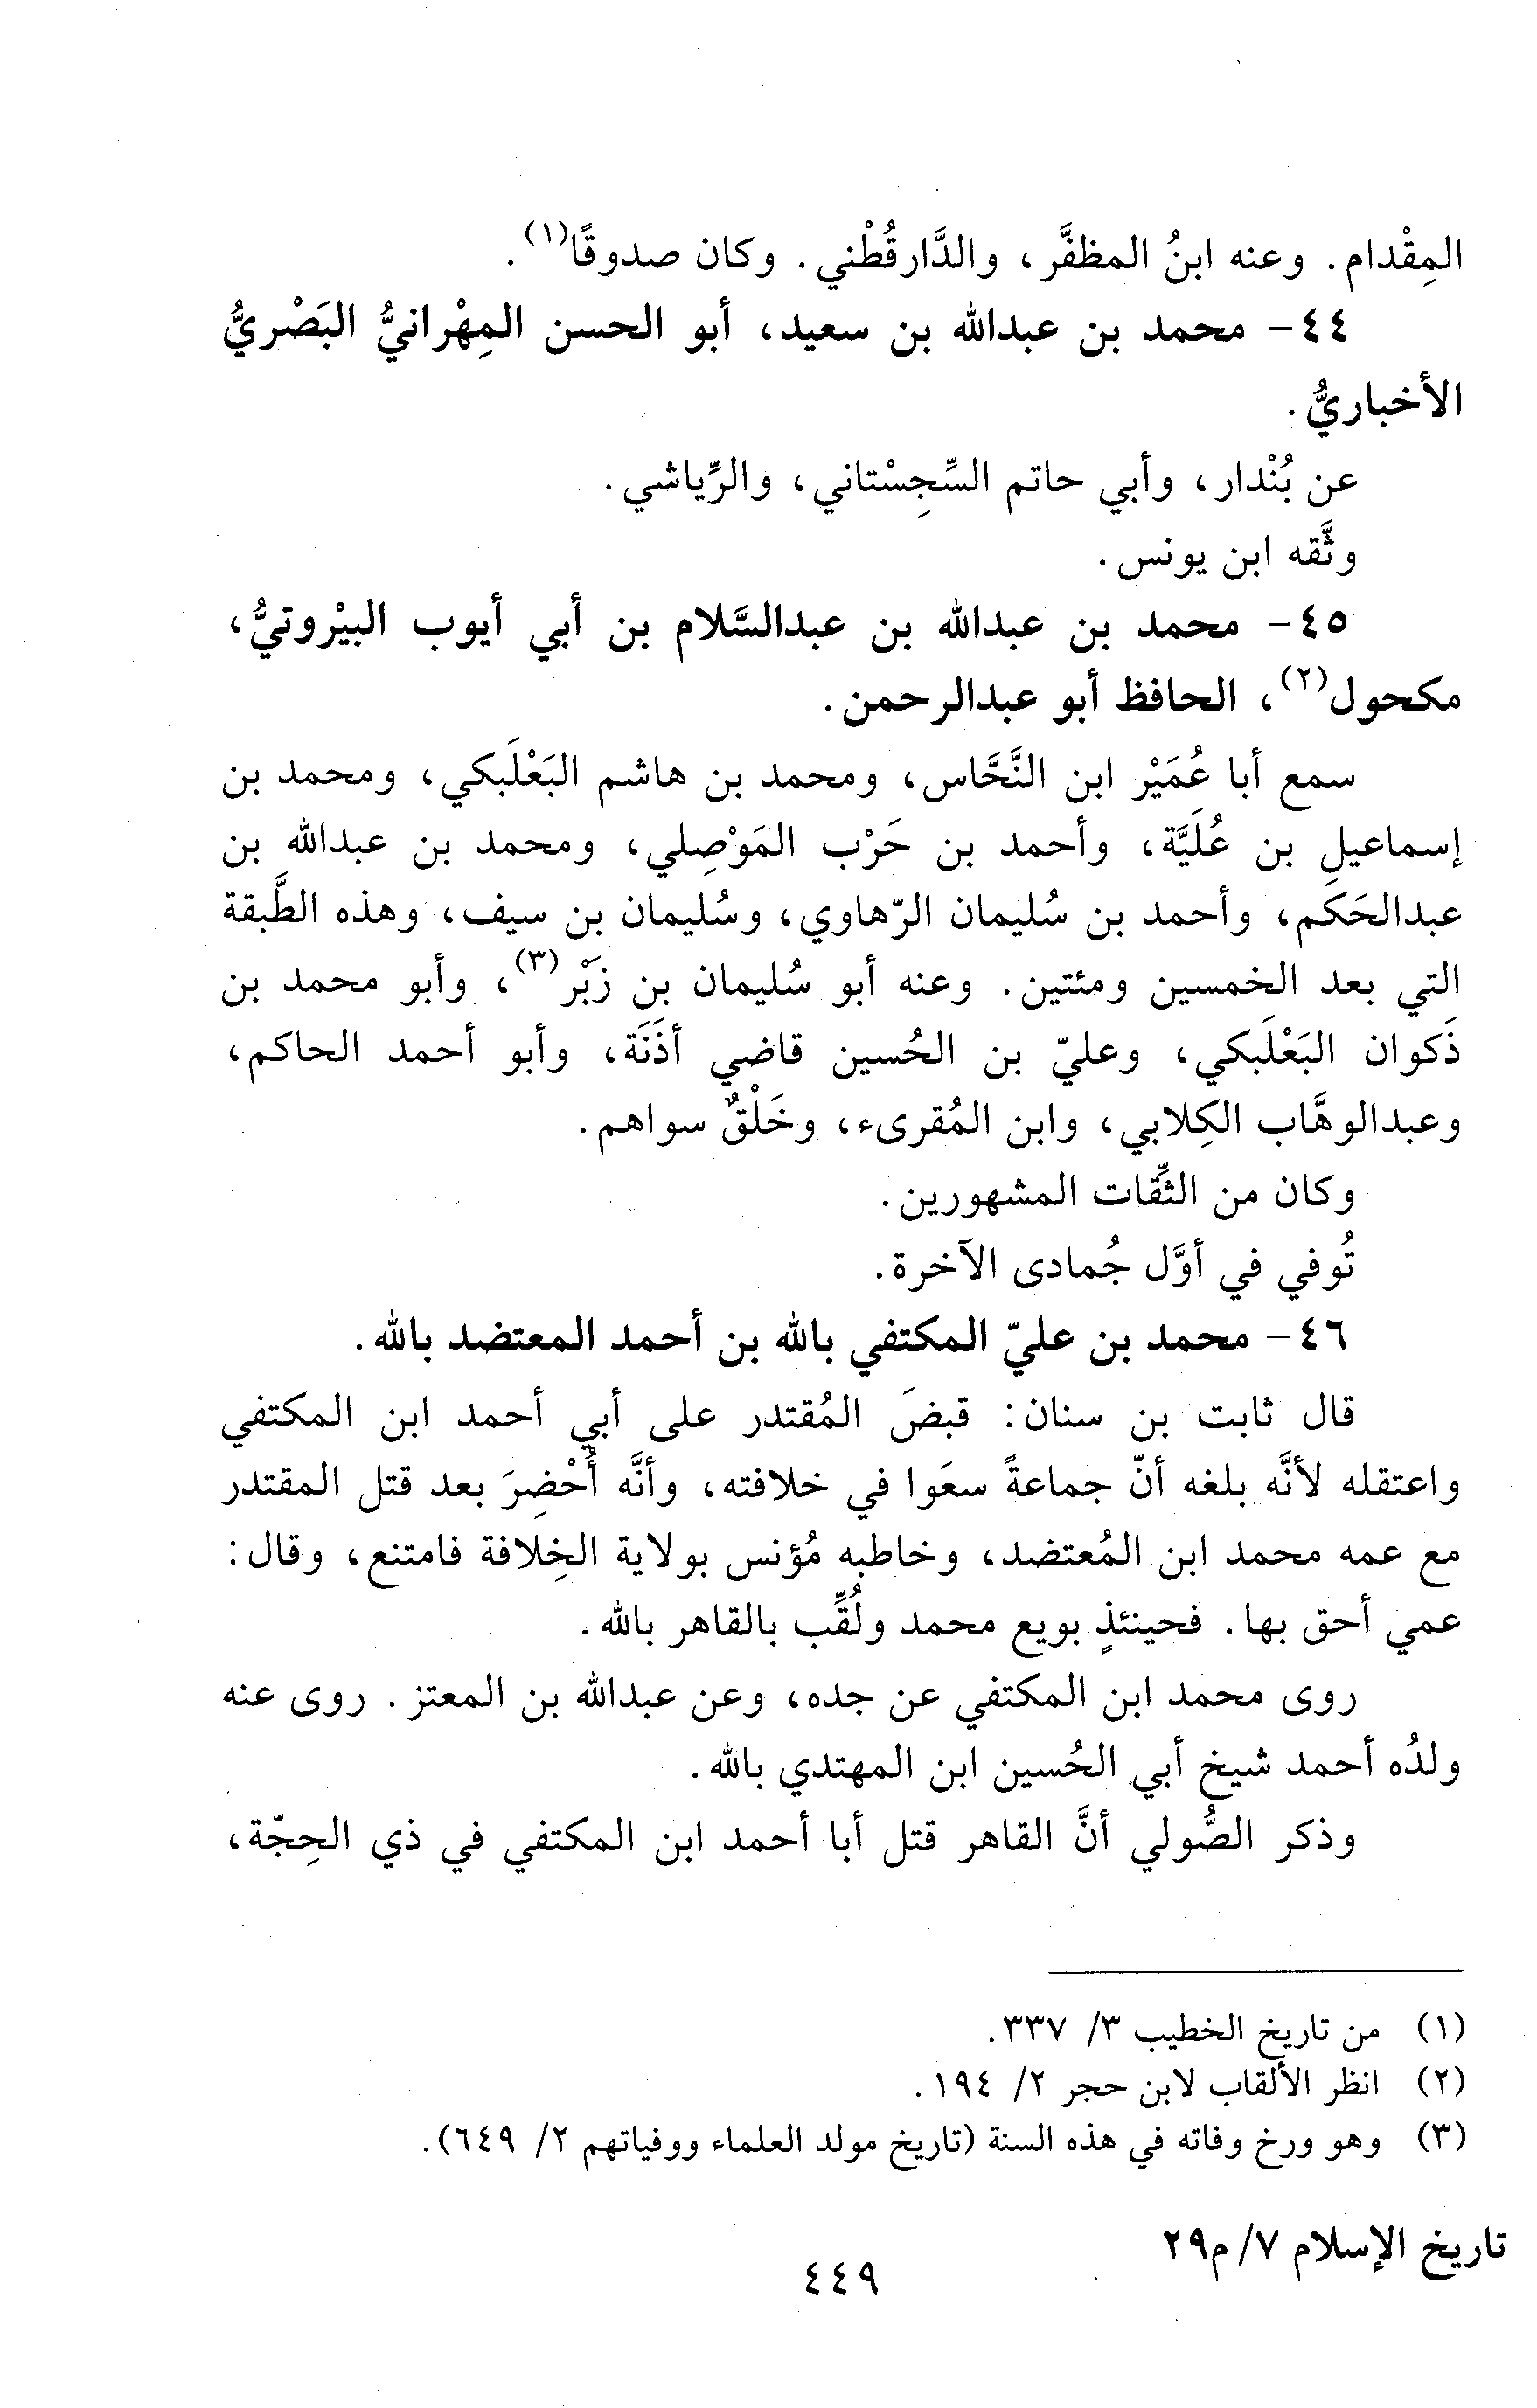 المِقْدام. وعنه ابنُ المظفَّر، والدَّارقُطْني. وكان صدوقًا(١).
٤٤- محمد بن عبدالله بن سعيد، أبو الحسن المِهْرانيُّ البَصْريُّ
الأخباريُّ.
عن بُنْدار، وأبي حاتم السِّجِسْتاني، والرِّياشي.
وثَّقه ابن يونس.
٤٥- محمد بن عبدالله بن عبدالسَّلام بن أبي أيوب البيْروتيُّ،
مكحول(٢)، الحافظ أبو عبدالرحمن.
سمع أبا عُمَيْر ابن النَّحَّاس، ومحمد بن هاشم البَعْلَبكي، ومحمد بن
إسماعيل بن عُلَيَّة، وأحمد بن حَرْب المَوْصِلي، ومحمد بن عبدالله بن
عبدالحَكَم، وأحمد بن سُليمان الرّهاوي، وسُليمان بن سيف، وهذه الطَّبقة
التي بعد الخمسين ومئتين. وعنه أبو سُليمان بن زَبْر(٣)، وأبو محمد بن
ذَكوان البَعْلَبكي، وعليّ بن الحُسين قاضي أذَنَة، وأبو أحمد الحاكم،
وعبدالوهَّاب الكِلابي، وابن المُقرىء، وخَلْقٌ سواهم.
وكان من الثِّقات المشهورين.
تُوفي في أوَّل جُمادى الآخرة.
٤٦- محمد بن عليّ المكتفي بالله بن أحمد المعتضد بالله.
قال ثابت بن سنان: قبضَ المُقتدر على أبي أحمد ابن المكتفي
واعتقله لأنَّه بلغه أنّ جماعةً سعَوا في خلافته، وأنَّه أُحْضِرَ بعد قتل المقتدر
مع عمه محمد ابن المُعتضد، وخاطبه مُؤنس بولاية الخِلافة فامتنع، وقال:
عمي أحق بها. فحينئذٍ بويع محمد ولُقِّب بالقاهر بالله.
روى محمد ابن المكتفي عن جده، وعن عبدالله بن المعتز. روى عنه
ولدُه أحمد شيخ أبي الحُسين ابن المهتدي بالله.
وذكر الصُّولي أنَّ القاهر قتل أبا أحمد ابن المكتفي في ذي الحِجّة،
(١) من تاريخ الخطيب ٣/ ٣٣٧.
(٢) انظر الألقاب لابن حجر ٢/ ١٩٤.
(٣) وهو ورخ وفاته في هذه السنة (تاريخ مولد العلماء ووفياتهم ٢/ ٦٤٩).
تاريخ الإسلام ٧/ م٢٩
٤٤٩